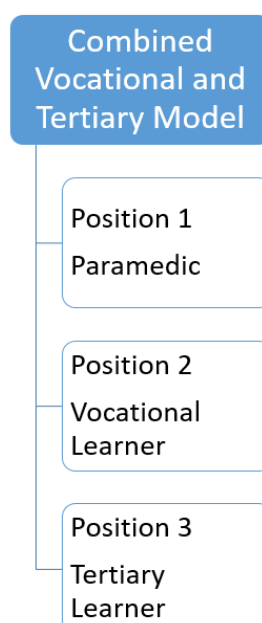 Combined
Vocational and
Tertiary Model
Position 1
Paramedic
Position 2
Vocational
Learner
Position 3
Tertiary
Learner